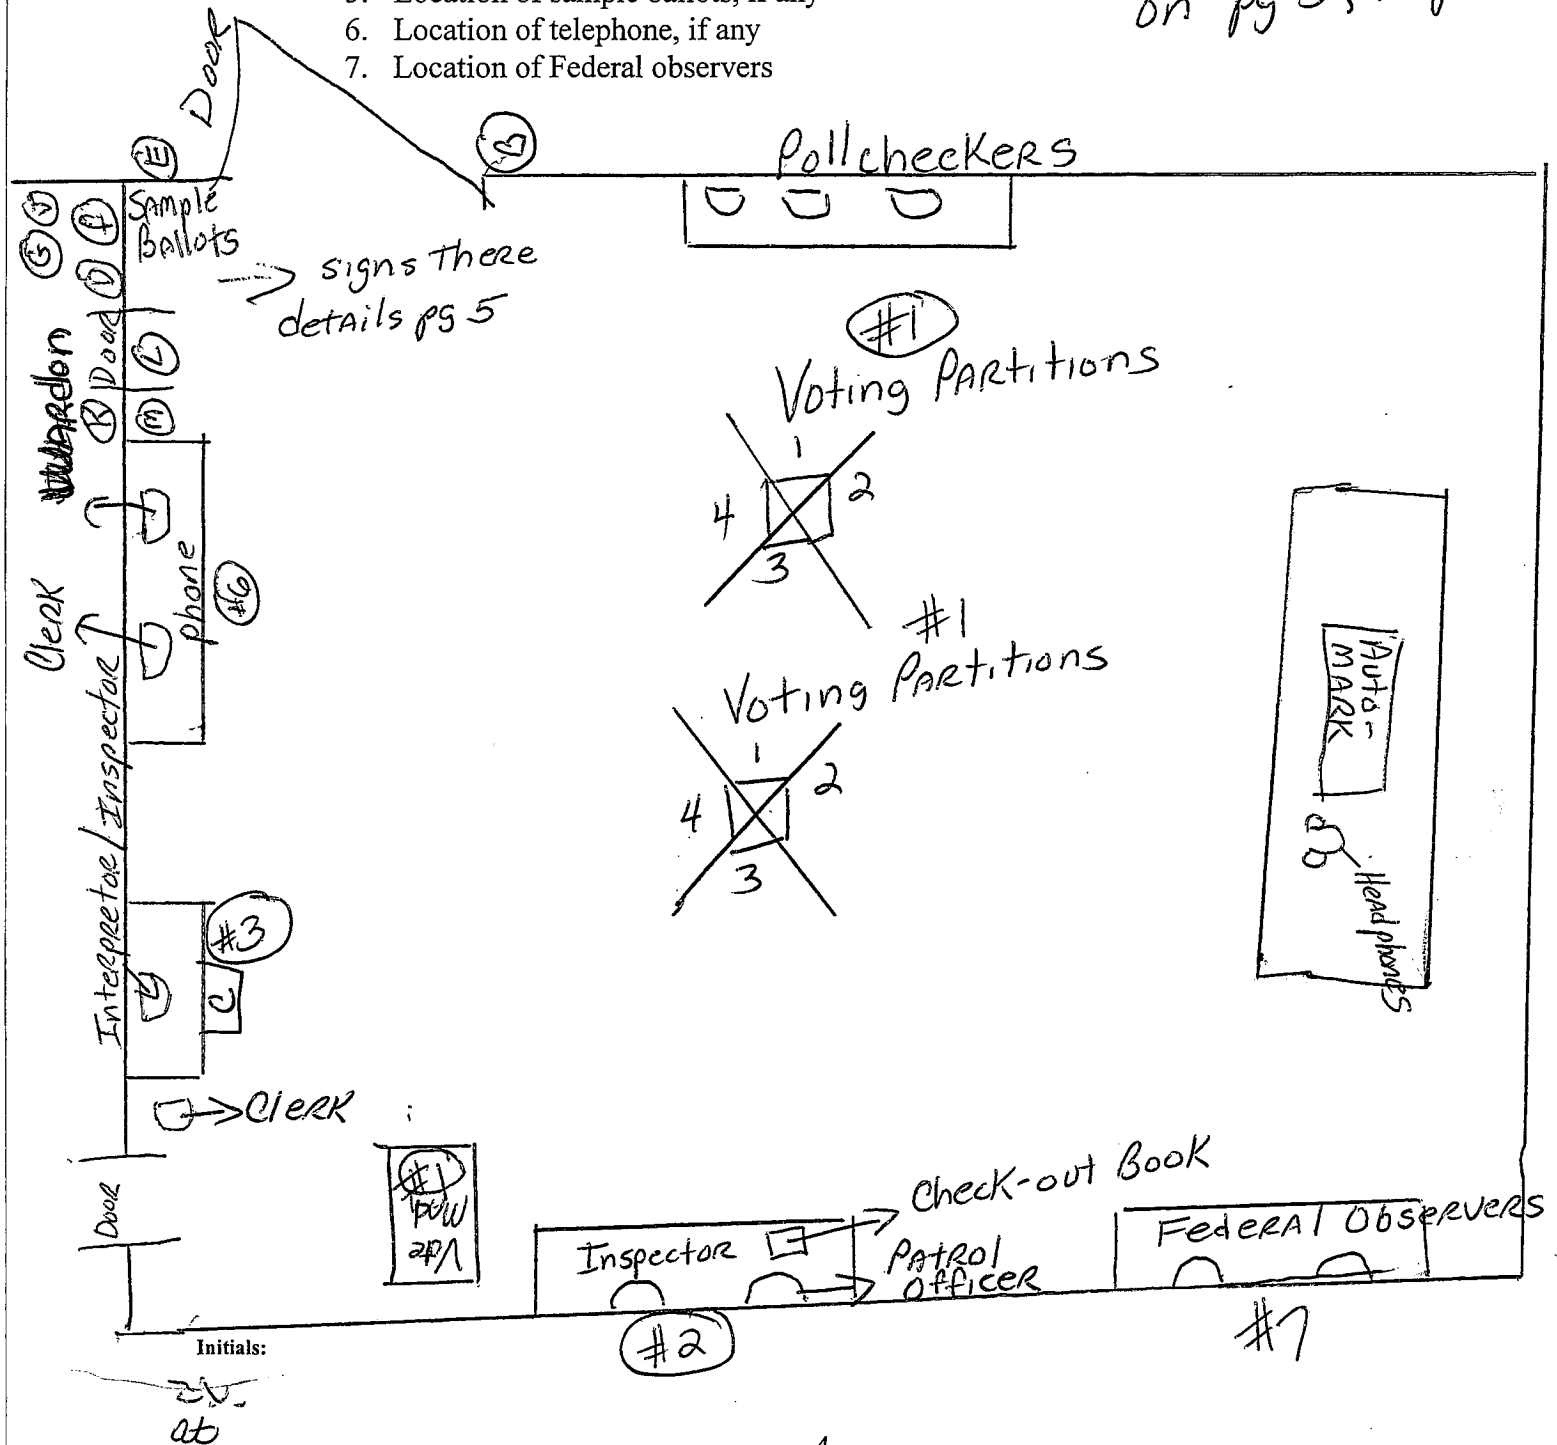 6. Location of telephone, if any
7. Location of Federal observers
on pg
Door
E
B
Pollcheckers
Sample
Ballots
signs there
details pg 5
G
I
D
Door
L
K
M
Wardon
Clerk
phone
#6
#1
Voting Partitions
1
2
3
4
#1
Partitions
Voting
1
2
3
4
Auto-
MARK
Headphones
Interpretor/Inspector
#3
C
Clerk
Door
#1
Inspector
Check-out Book
Patrol
Officer
#2
Federal Observers
#7
Initials: